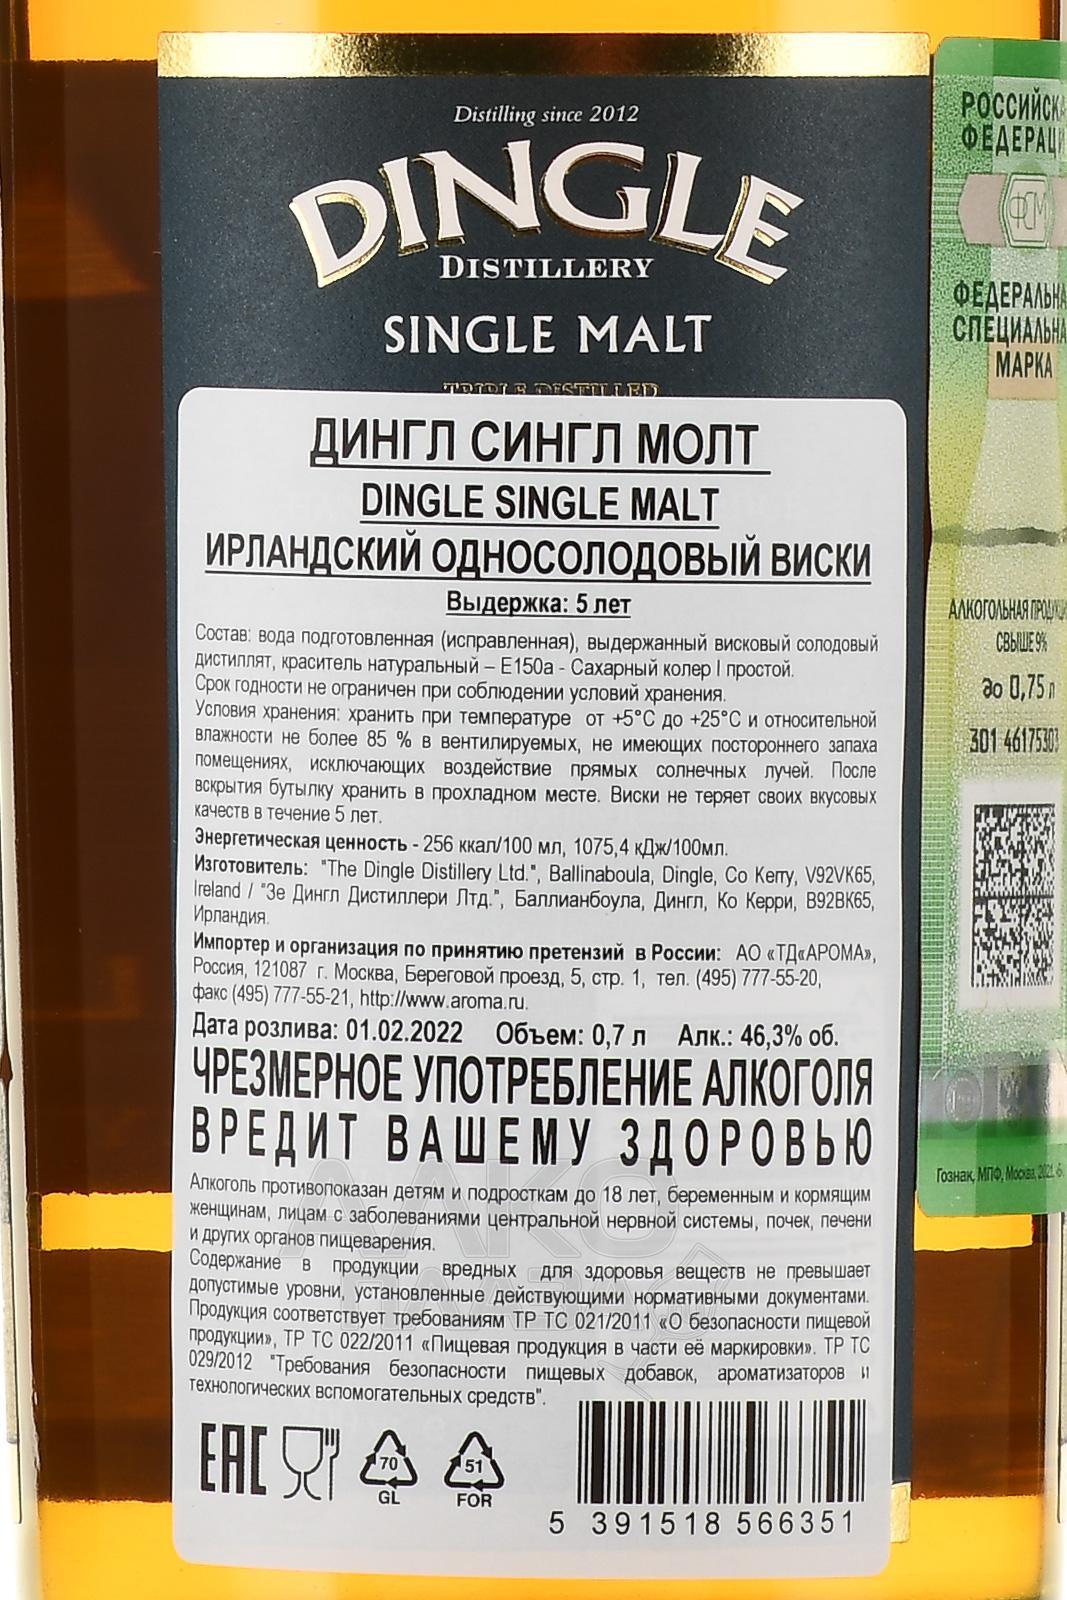 Distilling since 2012
DINGLE
DISTILLERY
SINGLE MALT
TRIPLE DISTILLED
ДИНГЛ СИНГЛ МОЛТ
DINGLE SINGLE MALT
ИРЛАНДСКИЙ ОДНОСОЛОДОВЫЙ ВИСКИ
Выдержка: 5 лет
Состав: вода подготовленная (исправленная), выдержанный висковый солодовый
дистиллят, краситель натуральный – Е150а - Сахарный колер I простой.
Срок годности не ограничен при соблюдении условий хранения.
Условия хранения: хранить при температуре от +5°С до +25°С и относительной
влажности не более 85 % в вентилируемых, не имеющих постороннего запаха
помещениях, исключающих воздействие прямых солнечных лучей. После
вскрытия бутылку хранить в прохладном месте. Виски не теряет своих вкусовых
качеств в течение 5 лет.
Энергетическая ценность - 256 ккал/100 мл, 1075,4 кДж/100мл.
Изготовитель: "The Dingle Distillery Ltd.", Ballinaboula, Dingle, Co Kerry, V92VK65,
Ireland / "Зе Дингл Дистиллери Лтд.", Баллианбоула, Дингл, Ко Керри, В92ВК65,
Ирландия.
Импортер и организация по принятию претензий в России: АО «ТД«АРОМА»,
Россия, 121087 г. Москва, Береговой проезд, 5, стр. 1, тел. (495) 777-55-20,
факс (495) 777-55-21, http://www.aroma.ru.
Дата розлива: 01.02.2022 Объем: 0,7 л Алк.: 46,3% об.
ЧРЕЗМЕРНОЕ УПОТРЕБЛЕНИЕ АЛКОГОЛЯ
ВРЕДИТ ВАШЕМУ ЗДОРОВЬЮ
Алкоголь противопоказан детям и подросткам до 18 лет, беременным и кормящим
женщинам, лицам с заболеваниями центральной нервной системы, почек, печени
и других органов пищеварения.
Содержание в продукции вредных для здоровья веществ не превышает
допустимые уровни, установленные действующими нормативными документами.
Продукция соответствует требованиям ТР ТС 021/2011 «О безопасности пищевой
продукции», ТР ТС 022/2011 «Пищевая продукция в части её маркировки». ТР ТС
029/2012 "Требования безопасности пищевых добавок, ароматизаторов и
технологических вспомогательных средств".
EAC
70
GL
51
FOR
5 391518 566351
РОССИЙСКА
ФЕДЕРАЦИ
ФСМ
ФЕДЕРАЛЬНА
СПЕЦИАЛЬНА
МАРКА
АЛКОГОЛЬНАЯ ПРОДУКЦИ
СВЫШЕ 9%
до 0,75 л
301 46175303
Гознак, МПФ, Москва, 2021,
АЛКО
ПЛАЗА